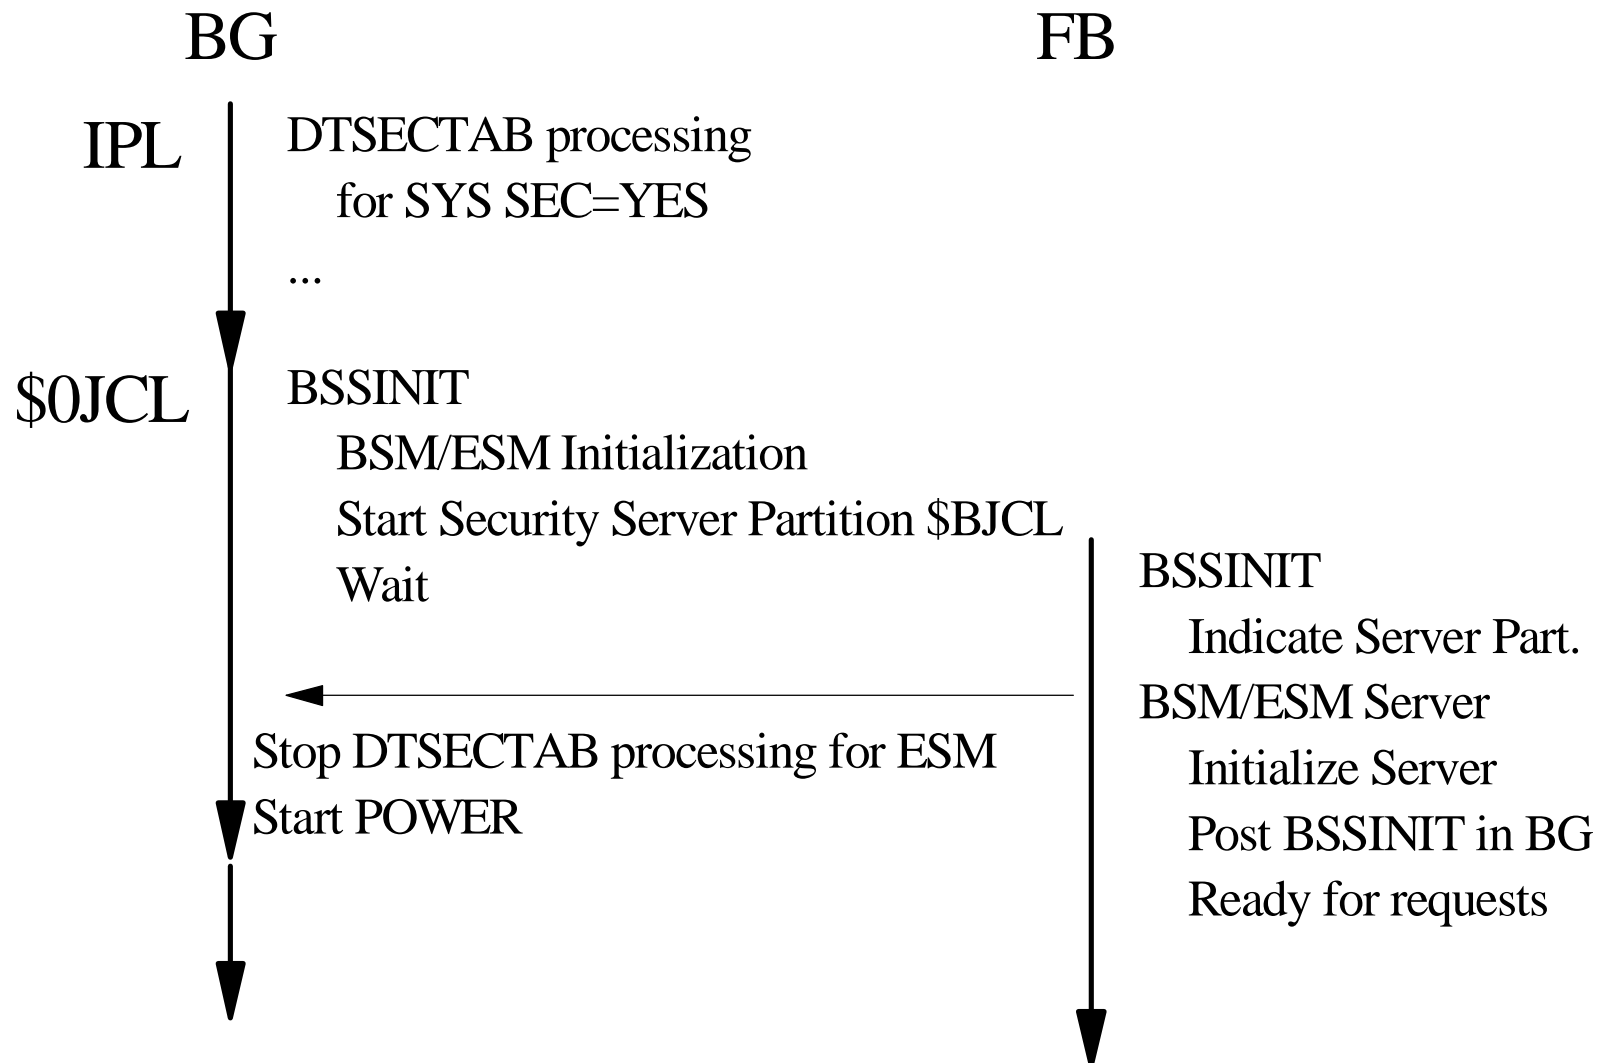 BG
FB
IPL
DTSECTAB processing
for SYS SEC=YES
...
$0JCL
BSSINIT
BSM/ESM Initialization
Start Security Server Partition $BJCL
Wait
BSSINIT
Indicate Server Part.
BSM/ESM Server
Initialize Server
Post BSSINIT in BG
Ready for requests
Stop DTSECTAB processing for ESM
Start POWER